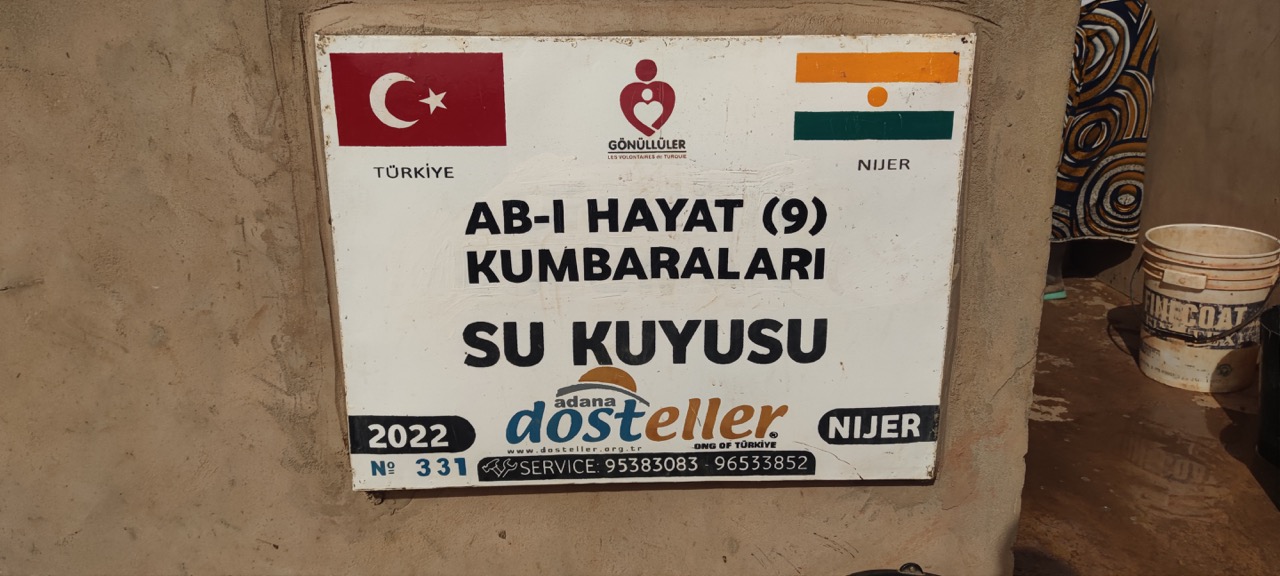 GÖNÜLLÜLER
LES VOLONTAIRES de TURQUIE
TÜRKİYE
NIJER
AB-I HAYAT (9)
KUMBARALARI
SU KUYUSU
adana
dosteller
ONG OF TÜRKİYE
www.dosteller.org.tr
2022
NIJER
Nº 331
SERVICE: 95383083 - 96533852
FINECOAT